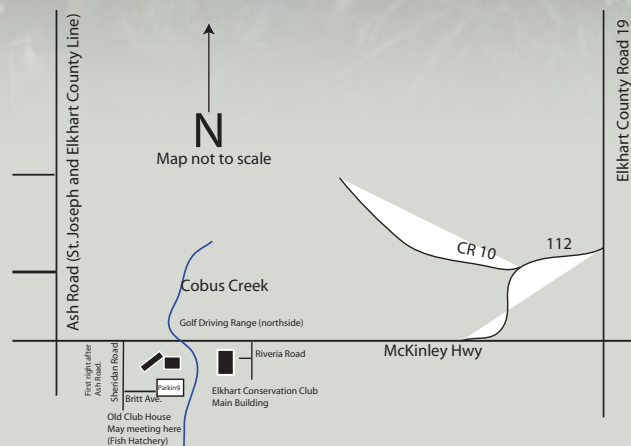 Ash Road (St. Joseph and Elkhart County Line)
Elkhart County Road 19
N
Map not to scale
CR 10
112
Cobus Creek
Golf Driving Range (northside)
McKinley Hwy
First right after
Ash Road.
Sheridan Road
Riveria Road
Parkin9
Britt Ave.
Elkhart Conservation Club
Main Building
Old Club House
May meeting here
(Fish Hatchery)